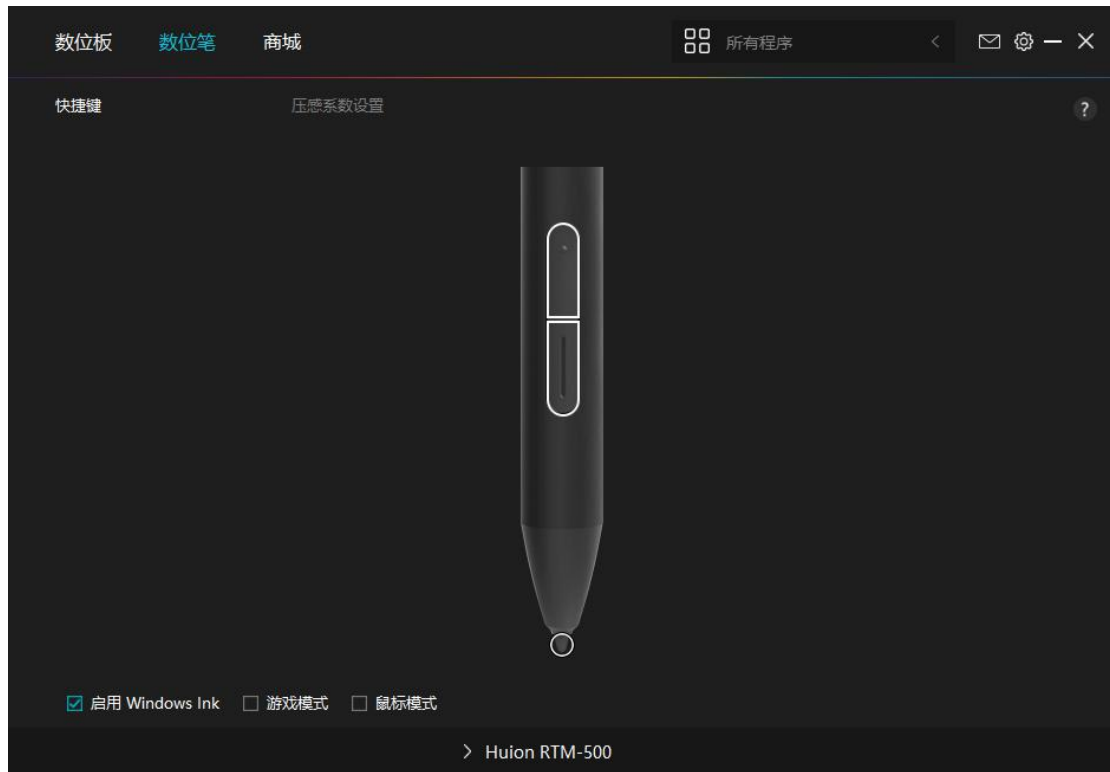 数位板 数位笔 商城 所有程序
快捷键 压感系数设置 ?
启用 Windows Ink 游戏模式 鼠标模式
Huion RTM-500